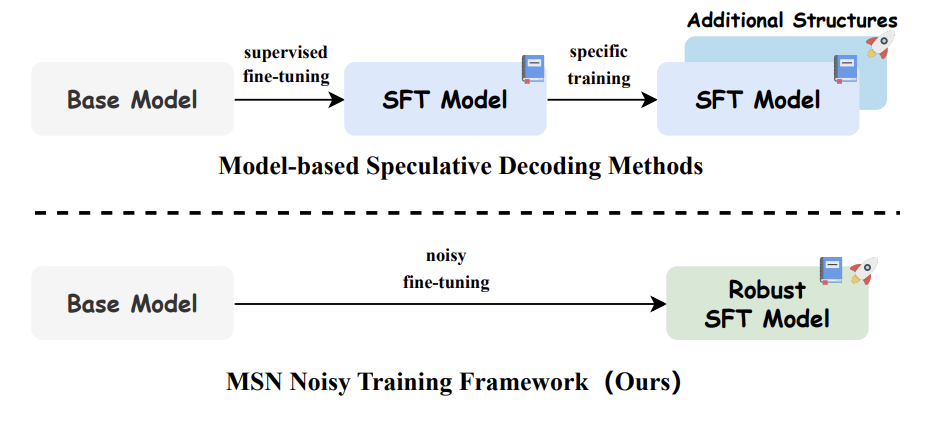 Additional Structures
supervised
fine-tuning
specific
training
Base Model
SFT Model
SFT Model
Model-based Speculative Decoding Methods
noisy
fine-tuning
Base Model
Robust
SFT Model
MSN Noisy Training Framework（Ours）